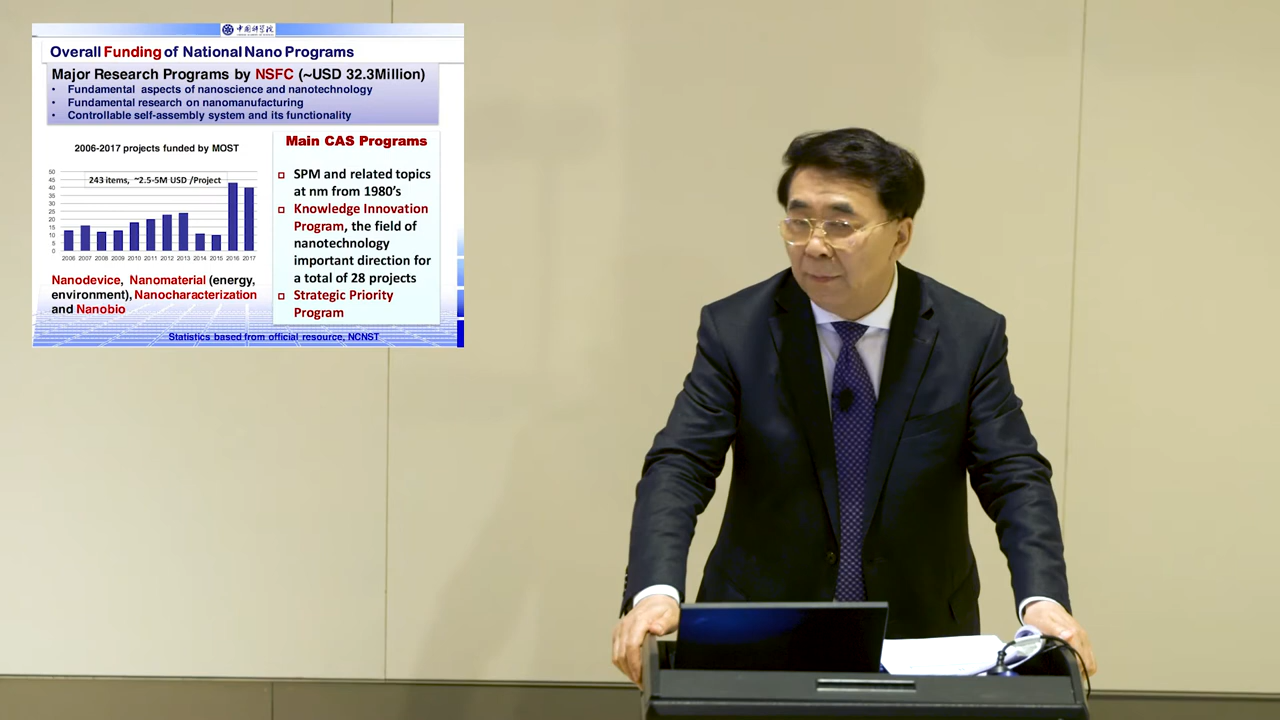 中国科学院
Overall Funding of National Nano Programs
Major Research Programs by NSFC (~USD 32.3Million)
• Fundamental aspects of nanoscience and nanotechnology
• Fundamental research on nanomanufacturing
• Controllable self-assembly system and its functionality
2006-2017 projects funded by MOST
243 items, ~2.5-5M USD /Project
50
45
40
35
30
25
20
15
10
5
0
2006 2007 2008 2009 2010 2011 2012 2013 2014 2015 2016 2017
Nanodevice, Nanomaterial (energy,
environment), Nanocharacterization
and Nanobio
Main CAS Programs
SPM and related topics
at nm from 1980's
Knowledge Innovation
Program, the field of
nanotechnology
important direction for
a total of 28 projects
Strategic Priority
Program
Statistics based from official resource, NCNST